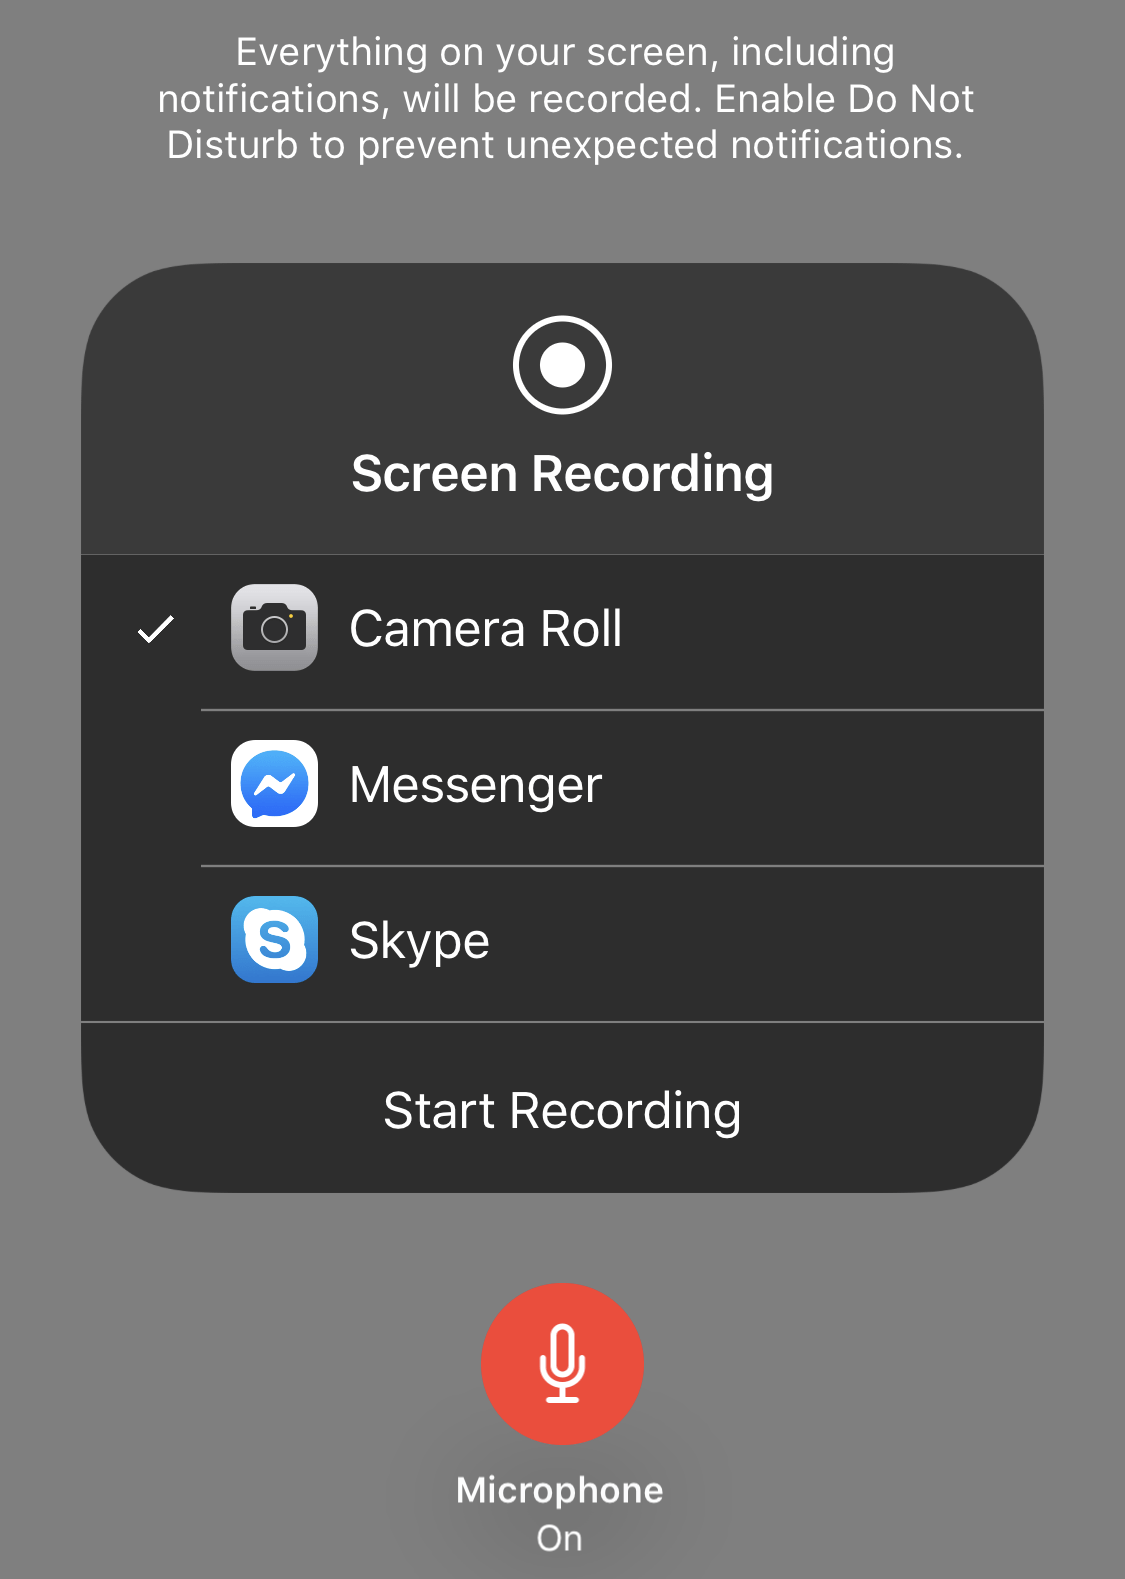 Everything on your screen, including
notifications, will be recorded. Enable Do Not
Disturb to prevent unexpected notifications.
Screen Recording
Camera Roll
Messenger
Skype
Start Recording
Microphone
On